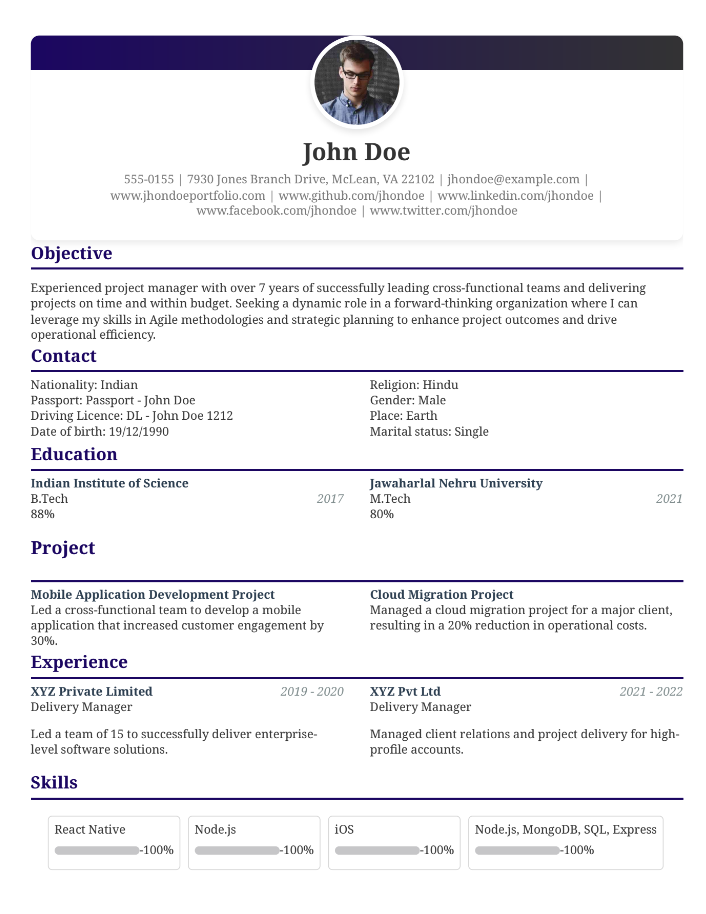 John Doe
555-0155 | 7930 Jones Branch Drive, McLean, VA 22102 | jhondoe@example.com |
www.jhondoeportfolio.com | www.github.com/jhondoe | www.linkedin.com/jhondoe |
www.facebook.com/jhondoe | www.twitter.com/jhondoe
Objective
Experienced project manager with over 7 years of successfully leading cross-functional teams and delivering
projects on time and within budget. Seeking a dynamic role in a forward-thinking organization where I can
leverage my skills in Agile methodologies and strategic planning to enhance project outcomes and drive
operational efficiency.
Contact
Nationality: Indian
Passport: Passport - John Doe
Driving Licence: DL - John Doe 1212
Date of birth: 19/12/1990
Religion: Hindu
Gender: Male
Place: Earth
Marital status: Single
Education
Indian Institute of Science
B.Tech 2017
88%
Jawaharlal Nehru University
M.Tech 2021
80%
Project
Mobile Application Development Project
Led a cross-functional team to develop a mobile
application that increased customer engagement by
30%.
Cloud Migration Project
Managed a cloud migration project for a major client,
resulting in a 20% reduction in operational costs.
Experience
XYZ Private Limited 2019 - 2020
Delivery Manager
Led a team of 15 to successfully deliver enterprise-
level software solutions.
XYZ Pvt Ltd 2021 - 2022
Delivery Manager
Managed client relations and project delivery for high-
profile accounts.
Skills
React Native
-100%
Node.js
-100%
iOS
-100%
Node.js, MongoDB, SQL, Express
-100%